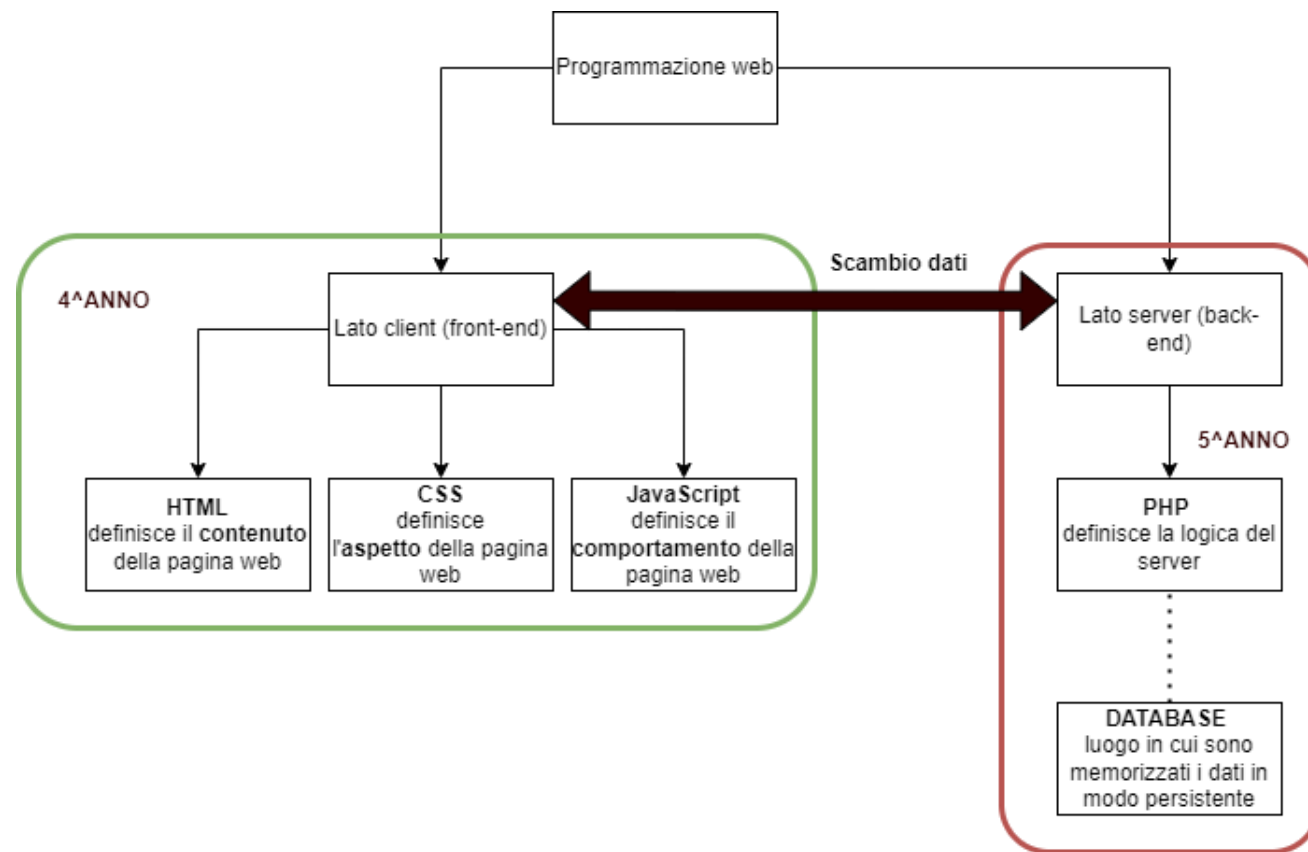 Programmazione web
Scambio dati
4^ANNO
Lato client (front-end)
Lato server (back-
end)
5^ANNO
HTML
definisce il contenuto
della pagina web
CSS
definisce
l'aspetto della pagina
web
JavaScript
definisce il
comportamento della
pagina web
PHP
definisce la logica del
server
DATABASE
luogo in cui sono
memorizzati i dati in
modo persistente